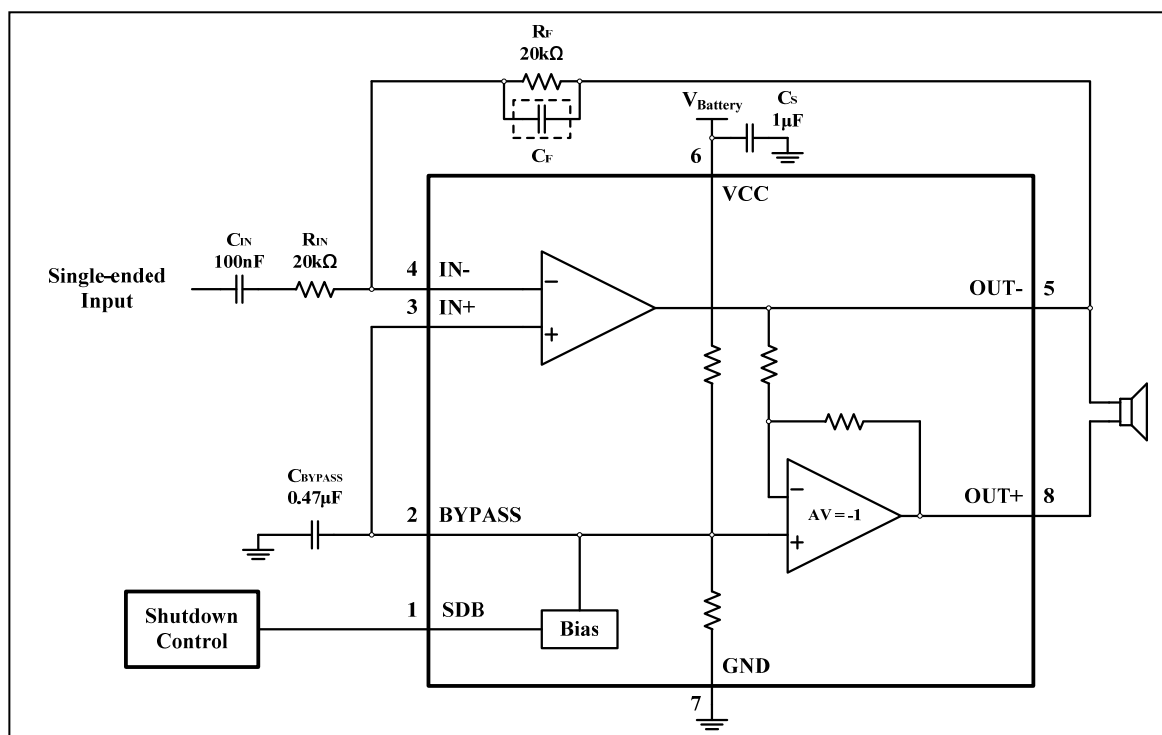 RF
20kΩ
CF
VBattery
CS
1µF
6
VCC
CIN
100nF
RIN
20kΩ
Single-ended
Input
4
IN-
3
IN+
−
+
OUT-
5
CBYPASS
0.47µF
2
BYPASS
−
AV = -1
+
OUT+
8
Shutdown
Control
1
SDB
Bias
GND
7